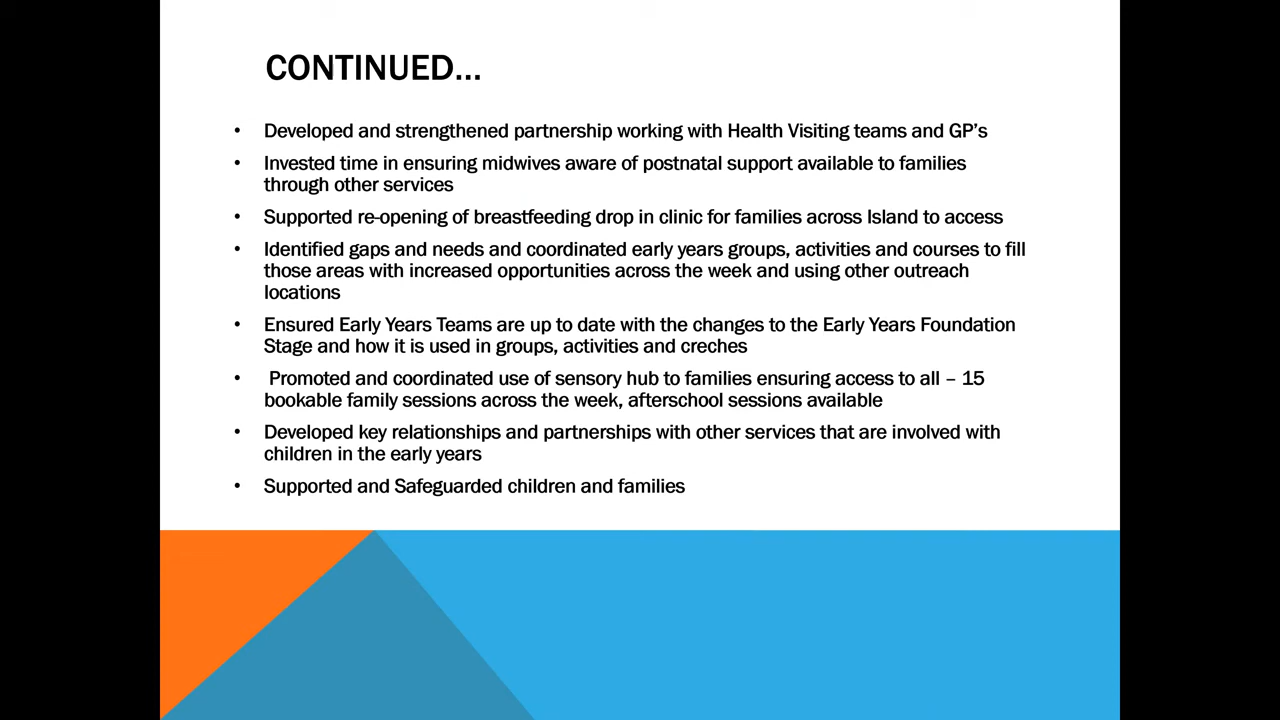 CONTINUED...
• Developed and strengthened partnership working with Health Visiting teams and GP's
• Invested time in ensuring midwives aware of postnatal support available to families
through other services
• Supported re-opening of breastfeeding drop in clinic for families across Island to access
• Identified gaps and needs and coordinated early years groups, activities and courses to fill
those areas with increased opportunities across the week and using other outreach
locations
• Ensured Early Years Teams are up to date with the changes to the Early Years Foundation
Stage and how it is used in groups, activities and creches
• Promoted and coordinated use of sensory hub to families ensuring access to all – 15
bookable family sessions across the week, afterschool sessions available
• Developed key relationships and partnerships with other services that are involved with
children in the early years
• Supported and Safeguarded children and families